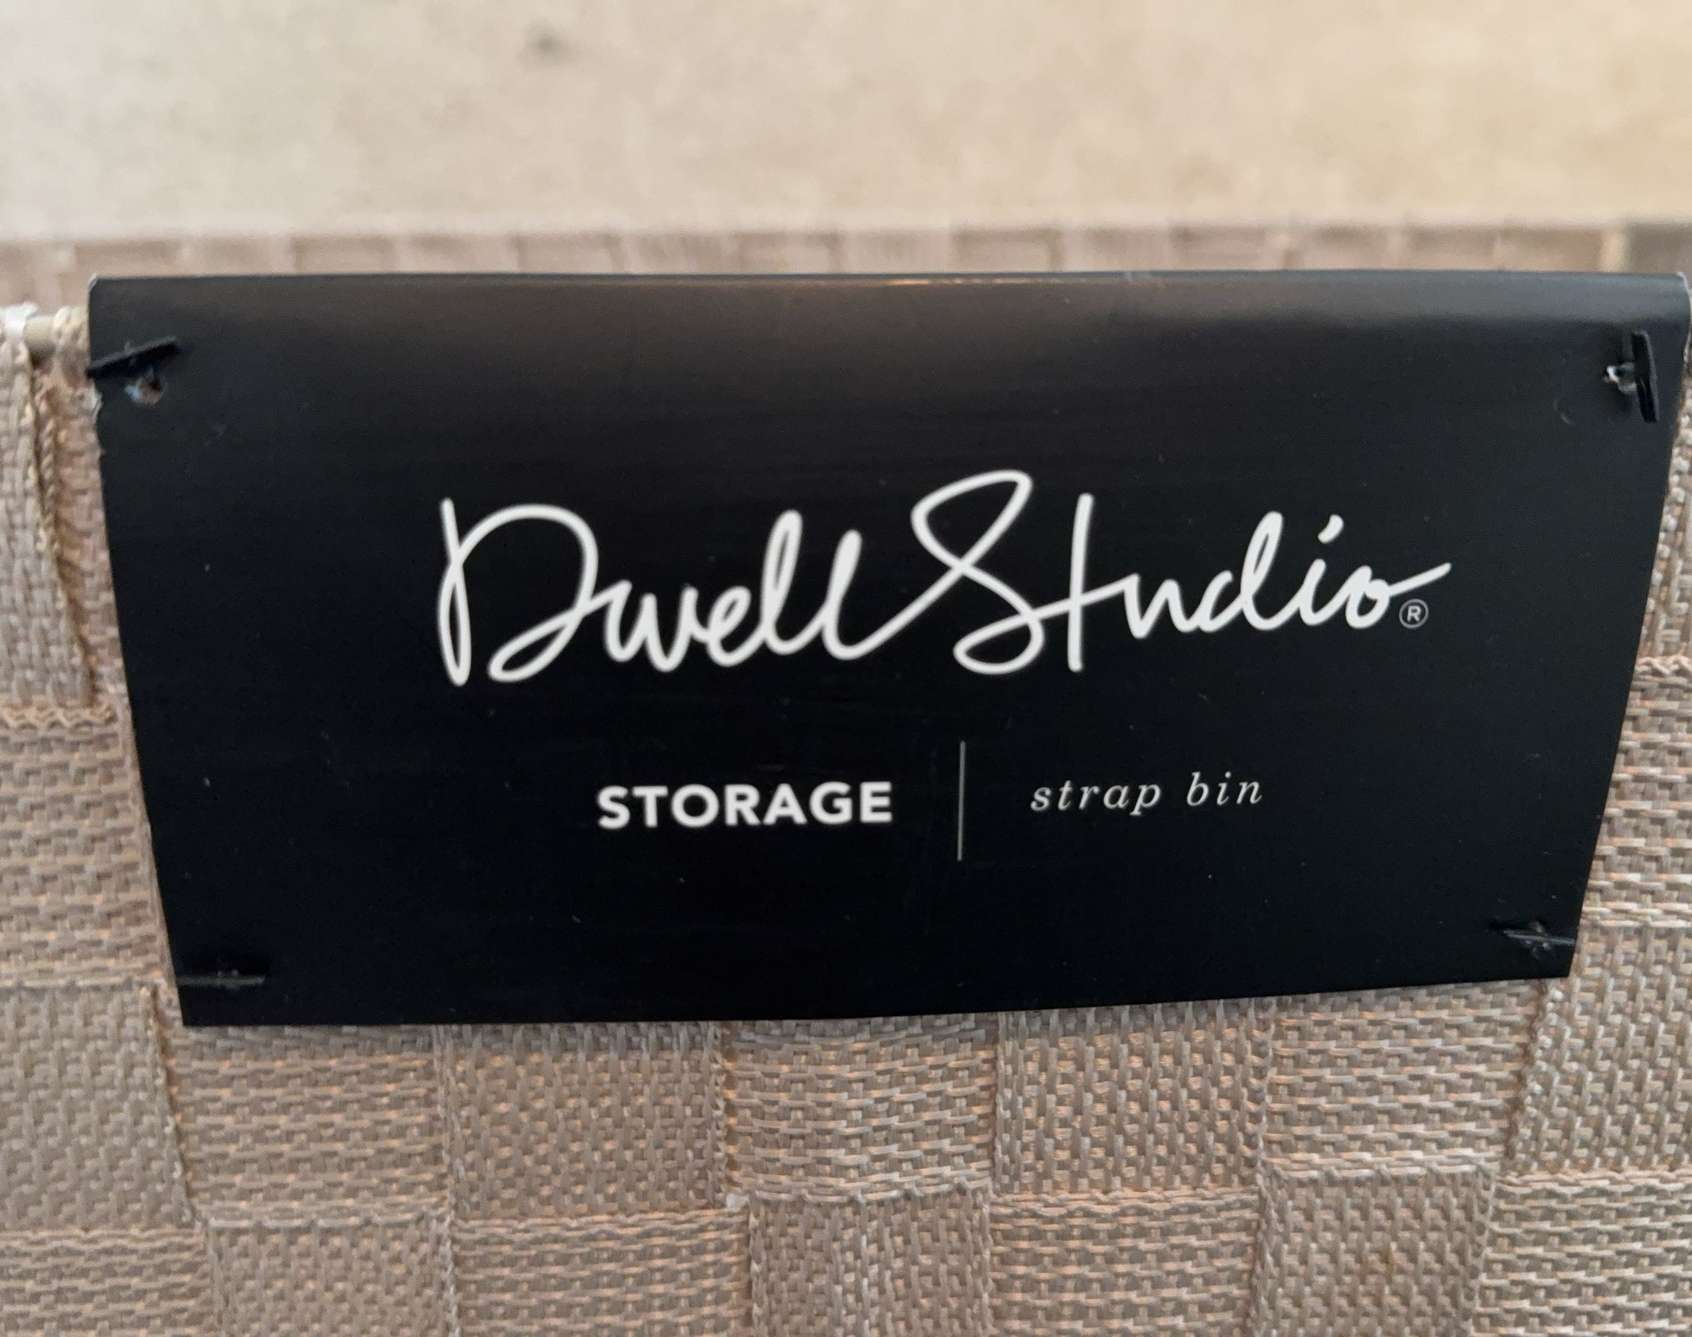 DwellStudio®
STORAGE | strap bin